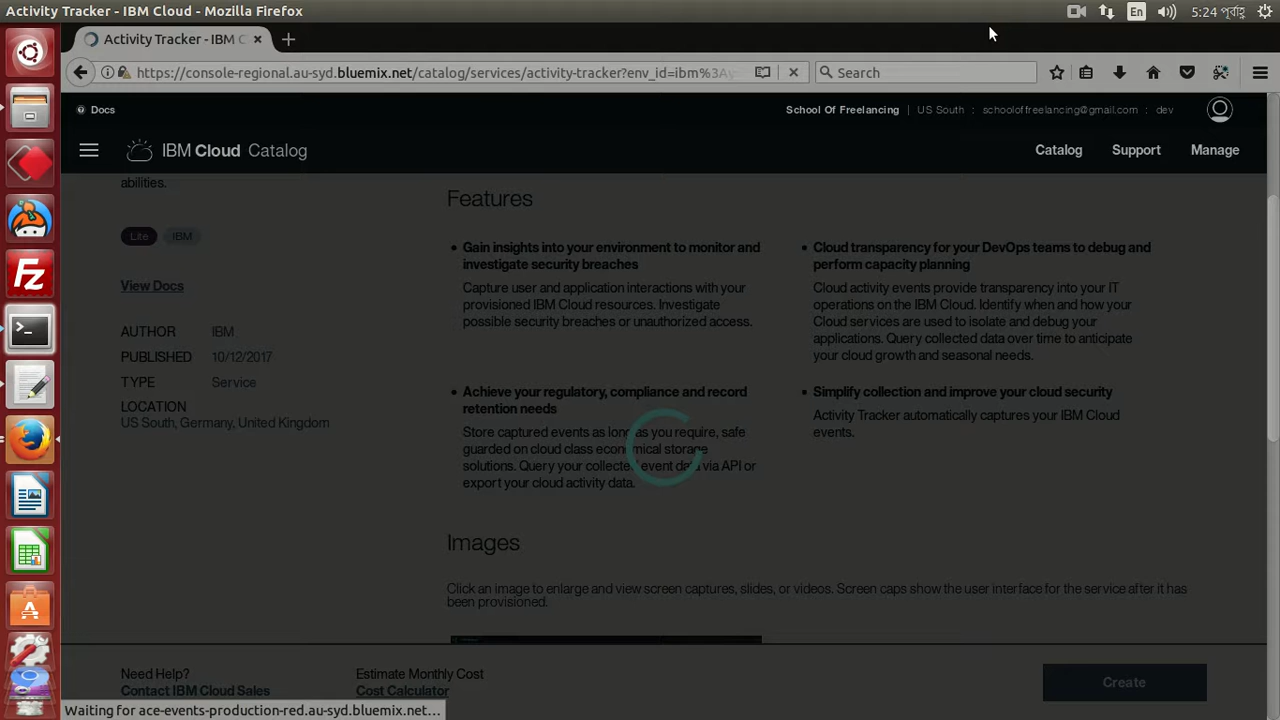 Activity Tracker - IBM Cloud - Mozilla Firefox
En
5:24 পূর্বাহ্ণ
Activity Tracker - IBM C
https://console-regional.au-syd.bluemix.net/catalog/services/activity-tracker?env_id=ibm%3Ay
Search
Docs
School Of Freelancing | US South : schooloffreelancing@gmail.com : dev
IBM Cloud Catalog
Catalog
Support
Manage
abilities.
Lite
IBM
View Docs
AUTHOR IBM
PUBLISHED 10/12/2017
TYPE Service
LOCATION
US South, Germany, United Kingdom
Features
Gain insights into your environment to monitor and
investigate security breaches
Capture user and application interactions with your
provisioned IBM Cloud resources. Investigate
possible security breaches or unauthorized access.
Cloud transparency for your DevOps teams to debug and
perform capacity planning
Cloud activity events provide transparency into your IT
operations on the IBM Cloud. Identify when and how your
Cloud services are used to isolate and debug your
applications. Query collected data over time to anticipate
your cloud growth and seasonal needs.
Achieve your regulatory, compliance and record
retention needs
Store captured events as long as you require, safe
guarded on cloud class economical storage
solutions. Query your collected event data via API or
export your cloud activity data.
Simplify collection and improve your cloud security
Activity Tracker automatically captures your IBM Cloud
events.
Images
Click an image to enlarge and view screen captures, slides, or videos. Screen caps show the user interface for the service after it has
been provisioned.
Need Help?
Contact IBM Cloud Sales
Estimate Monthly Cost
Cost Calculator
Create
Waiting for ace-events-production-red.au-syd.bluemix.net...